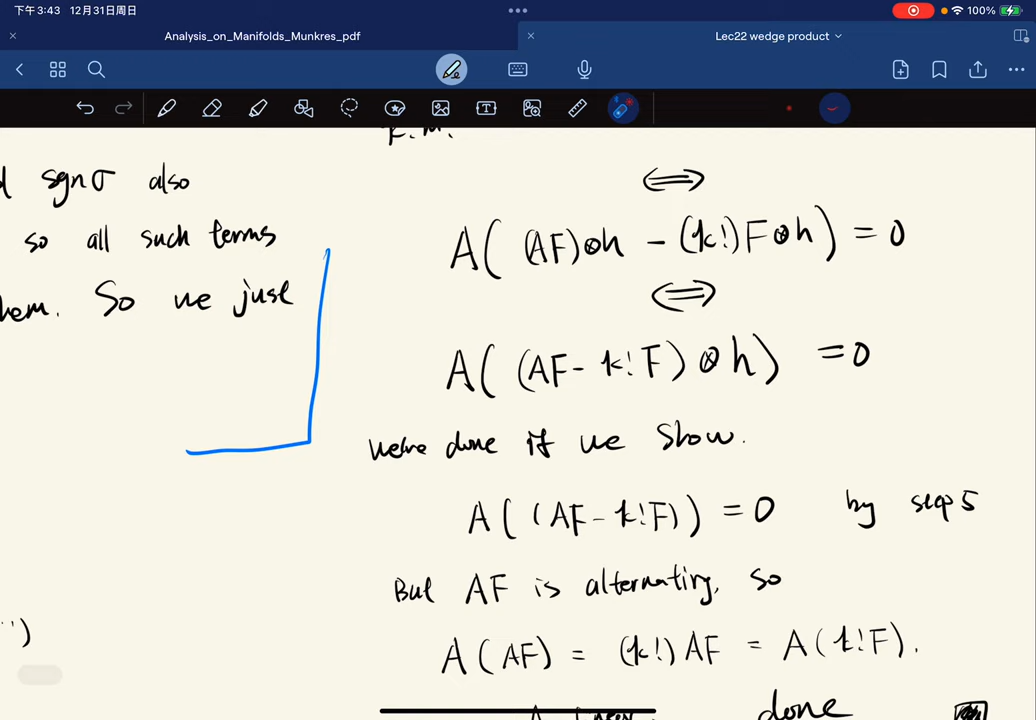 下午3:43 12月31日周日
100%
Analysis_on_Manifolds_Munkres_pdf
Lec22 wedge product
k!m!
d sgnσ also
so all such terms
hem. So we just
⟺
A( (AF)⊗h - (k!)F⊗h ) = 0
⟺
A( (AF- k!F) ⊗h ) = 0
we're done if we show.
A( (AF - k!F) ) = 0 by step 5
But AF is alternating, so
A(AF) = (k!)AF = A(k!F).
")
done